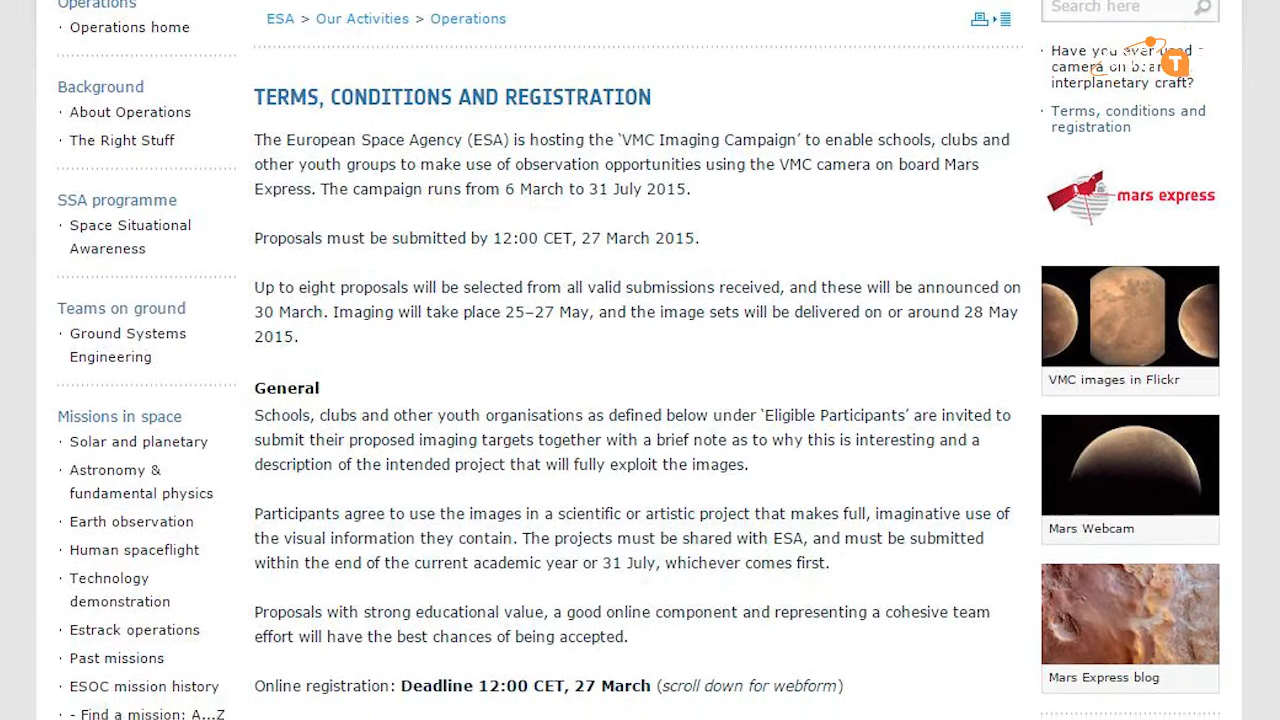 Operations
· Operations home
Background
· About Operations
· The Right Stuff
SSA programme
· Space Situational
Awareness
Teams on ground
· Ground Systems
Engineering
Missions in space
· Solar and planetary
· Astronomy &
fundamental physics
· Earth observation
· Human spaceflight
· Technology
demonstration
· Estrack operations
· Past missions
· ESOC mission history
· - Find a mission: A...Z
ESA > Our Activities > Operations
TERMS, CONDITIONS AND REGISTRATION
The European Space Agency (ESA) is hosting the ‘VMC Imaging Campaign’ to enable schools, clubs and
other youth groups to make use of observation opportunities using the VMC camera on board Mars
Express. The campaign runs from 6 March to 31 July 2015.
Proposals must be submitted by 12:00 CET, 27 March 2015.
Up to eight proposals will be selected from all valid submissions received, and these will be announced on
30 March. Imaging will take place 25–27 May, and the image sets will be delivered on or around 28 May
2015.
General
Schools, clubs and other youth organisations as defined below under ‘Eligible Participants’ are invited to
submit their proposed imaging targets together with a brief note as to why this is interesting and a
description of the intended project that will fully exploit the images.
Participants agree to use the images in a scientific or artistic project that makes full, imaginative use of
the visual information they contain. The projects must be shared with ESA, and must be submitted
within the end of the current academic year or 31 July, whichever comes first.
Proposals with strong educational value, a good online component and representing a cohesive team
effort will have the best chances of being accepted.
Online registration: Deadline 12:00 CET, 27 March (scroll down for webform)
Search here
· Have you ever used
camera on
interplanetary craft?
T
· Terms, conditions and
registration
mars express
VMC images in Flickr
Mars Webcam
Mars Express blog